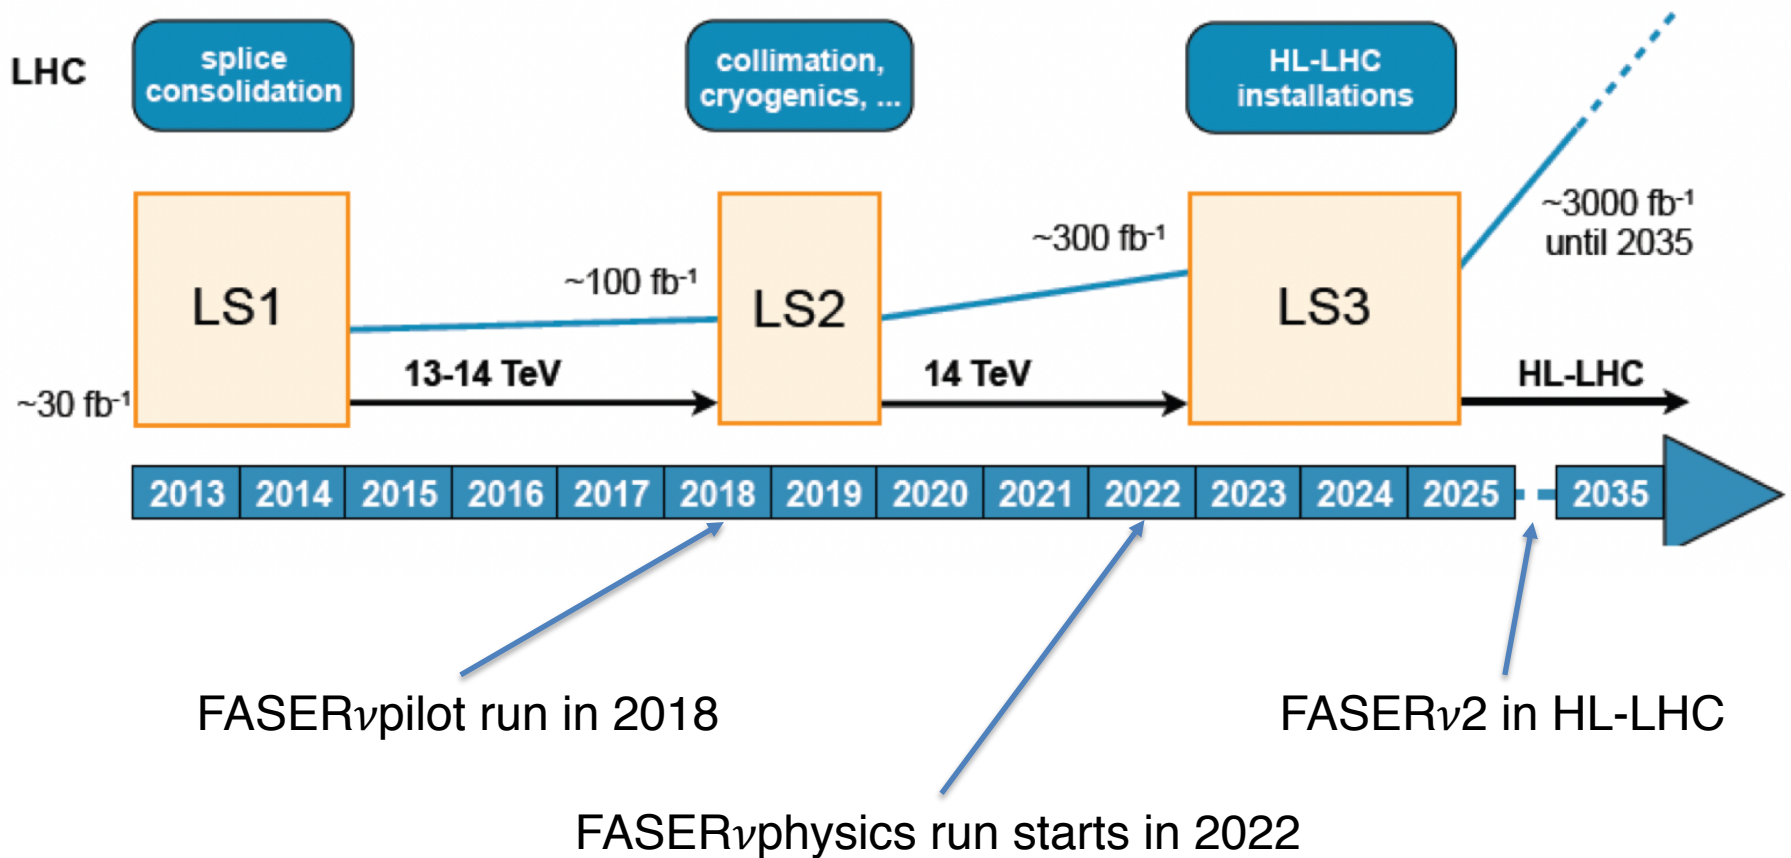 LHC
splice
consolidation
collimation,
cryogenics, ...
HL-LHC
installations
~3000 fb⁻¹
until 2035
~300 fb⁻¹
~100 fb⁻¹
LS1
LS2
LS3
13-14 TeV
14 TeV
HL-LHC
~30 fb⁻¹
2013 2014 2015 2016 2017 2018 2019 2020 2021 2022 2023 2024 2025 2035
FASERνpilot run in 2018
FASERν2 in HL-LHC
FASERνphysics run starts in 2022